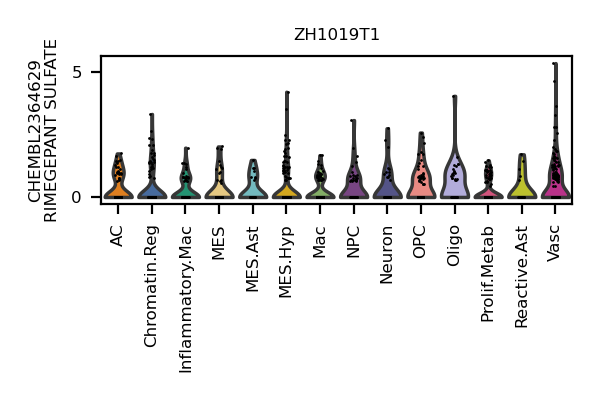 ZH1019T1
CHEMBL2364629
RIMEGEPANT SULFATE
5
0
AC
Chromatin.Reg
Inflammatory.Mac
MES
MES.Ast
MES.Hyp
Mac
NPC
Neuron
OPC
Oligo
Prolif.Metab
Reactive.Ast
Vasc